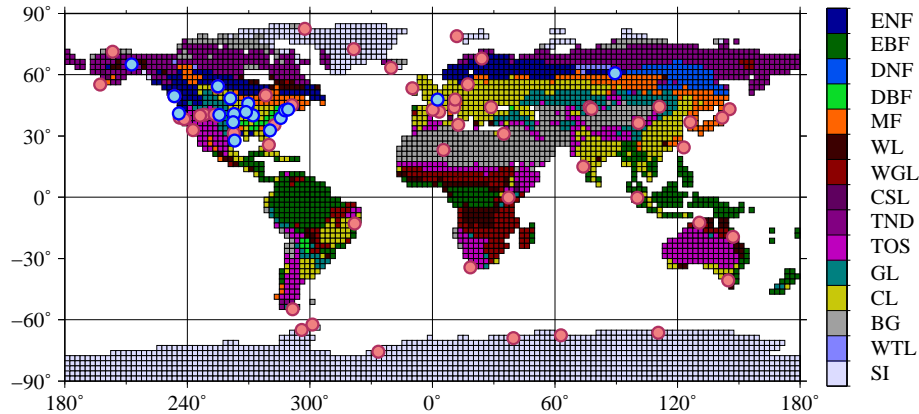 90˚
60˚
30˚
0˚
−30˚
−60˚
−90˚
180˚ 240˚ 300˚ 0˚ 60˚ 120˚ 180˚
ENF
EBF
DNF
DBF
MF
WL
WGL
CSL
TND
TOS
GL
CL
BG
WTL
SI